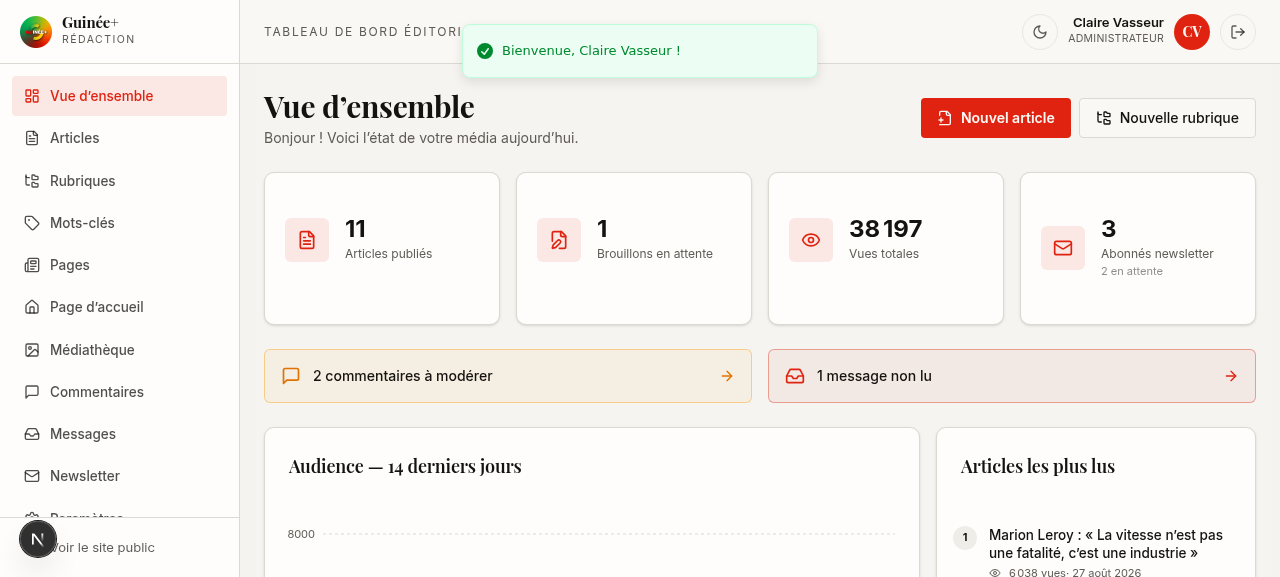 Guinée+
RÉDACTION
TABLEAU DE BORD ÉDITORI
Bienvenue, Claire Vasseur !
Claire Vasseur
ADMINISTRATEUR
CV
Vue d’ensemble
Articles
Rubriques
Mots-clés
Pages
Page d’accueil
Médiathèque
Commentaires
Messages
Newsletter
Paramètres
Voir le site public
N
Vue d’ensemble
Bonjour ! Voici l’état de votre média aujourd’hui.
Nouvel article
Nouvelle rubrique
11
Articles publiés
1
Brouillons en attente
38 197
Vues totales
3
Abonnés newsletter
2 en attente
2 commentaires à modérer
1 message non lu
Audience — 14 derniers jours
8000
Articles les plus lus
1
Marion Leroy : « La vitesse n’est pas
une fatalité, c’est une industrie »
6 038 vues · 27 août 2026